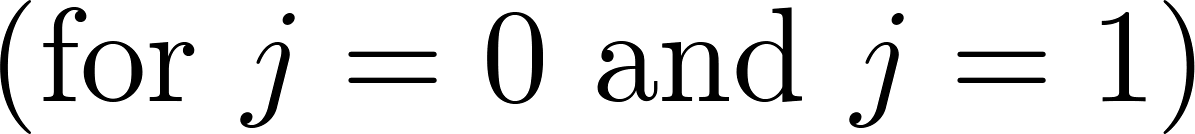 (for j = 0 and j = 1)